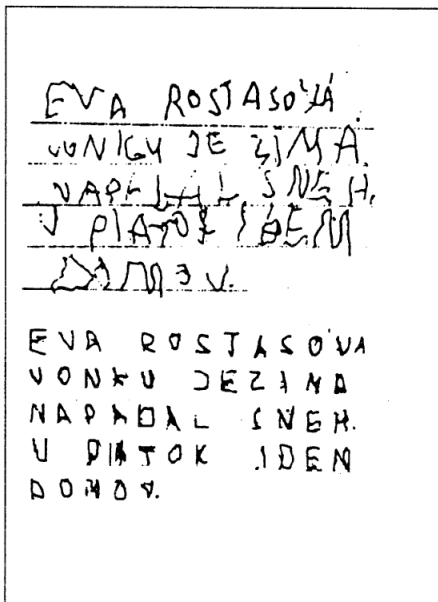 EVA ROSTASOVÁ
VONKU JE ZIMA.
NAPADAL SNEH.
V PIATOK IDEM
DOMOV.
EVA ROSTASOVA
VONKU JE ZIMA
NAPADAL SNEH.
V PIATOK IDEM
DOMOV.